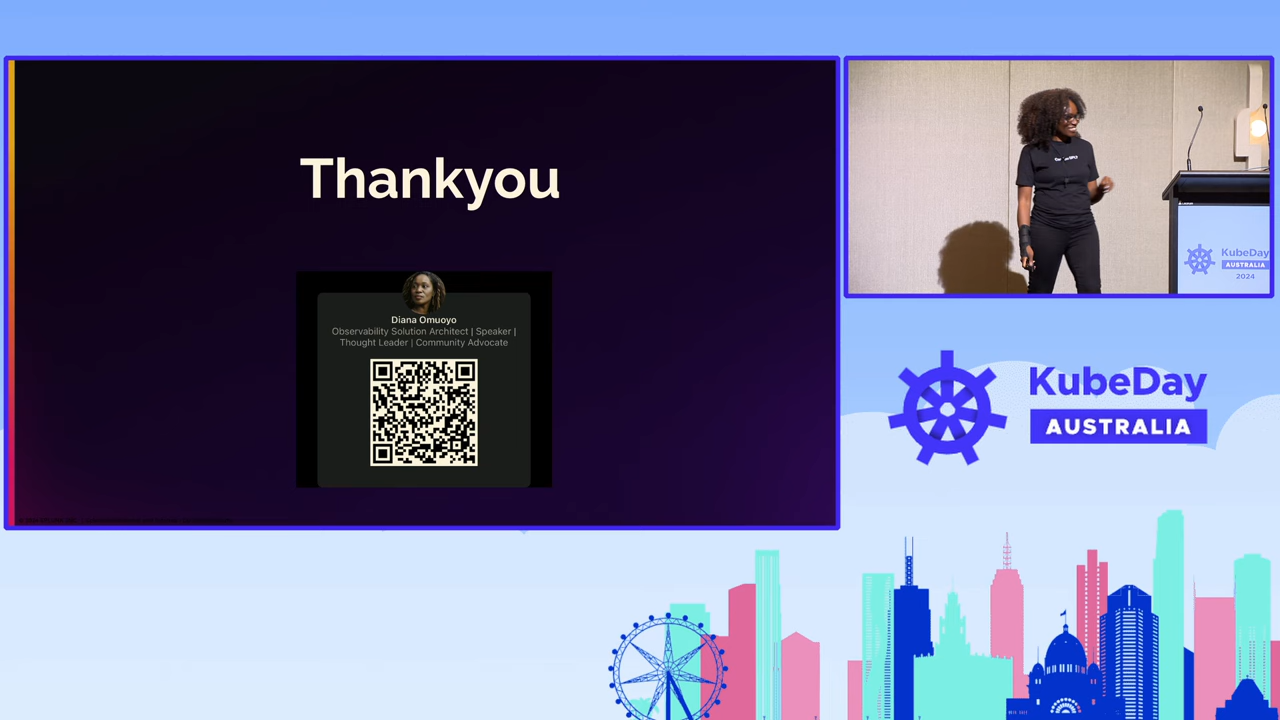 Thankyou
Diana Omuoyo
Observability Solution Architect | Speaker |
Thought Leader | Community Advocate
KubeDay
AUSTRALIA
2024
KubeDay
AUSTRALIA